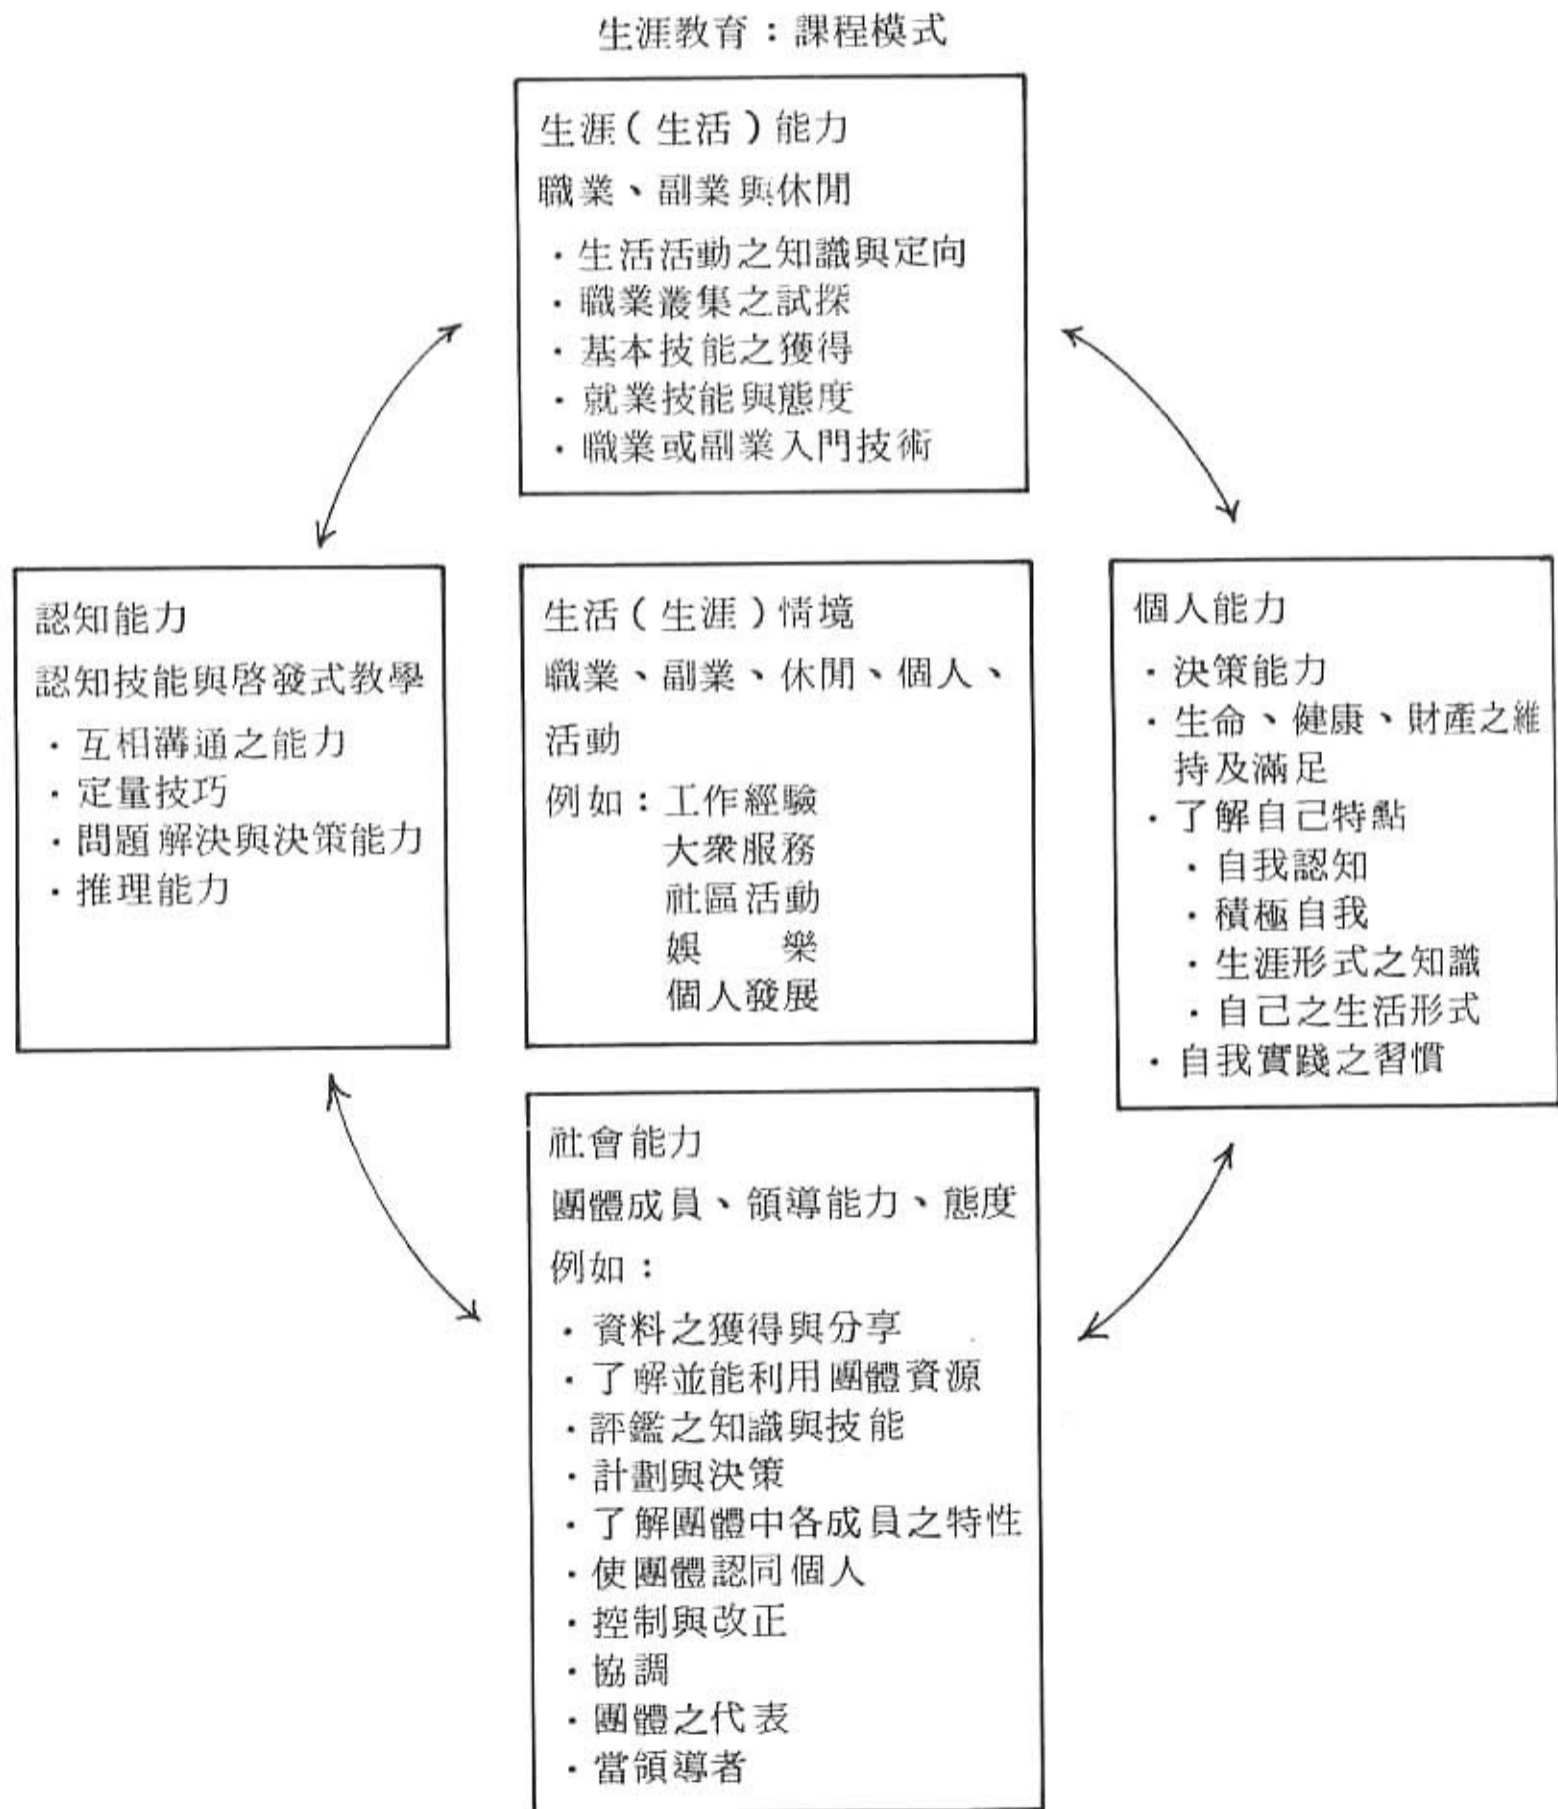 生涯教育：課程模式
生涯（生活）能力
職業、副業與休閒
・生活活動之知識與定向
・職業叢集之試探
・基本技能之獲得
・就業技能與態度
・職業或副業入門技術
認知能力
認知技能與啓發式教學
・互相溝通之能力
・定量技巧
・問題解決與決策能力
・推理能力
生活（生涯）情境
職業、副業、休閒、個人、
活動
例如：工作經驗
大衆服務
社區活動
娛　　樂
個人發展
個人能力
・決策能力
・生命、健康、財產之維
持及滿足
・了解自己特點
・自我認知
・積極自我
・生涯形式之知識
・自己之生活形式
・自我實踐之習慣
社會能力
團體成員、領導能力、態度
例如：
・資料之獲得與分享
・了解並能利用團體資源
・評鑑之知識與技能
・計劃與決策
・了解團體中各成員之特性
・使團體認同個人
・控制與改正
・協調
・團體之代表
・當領導者